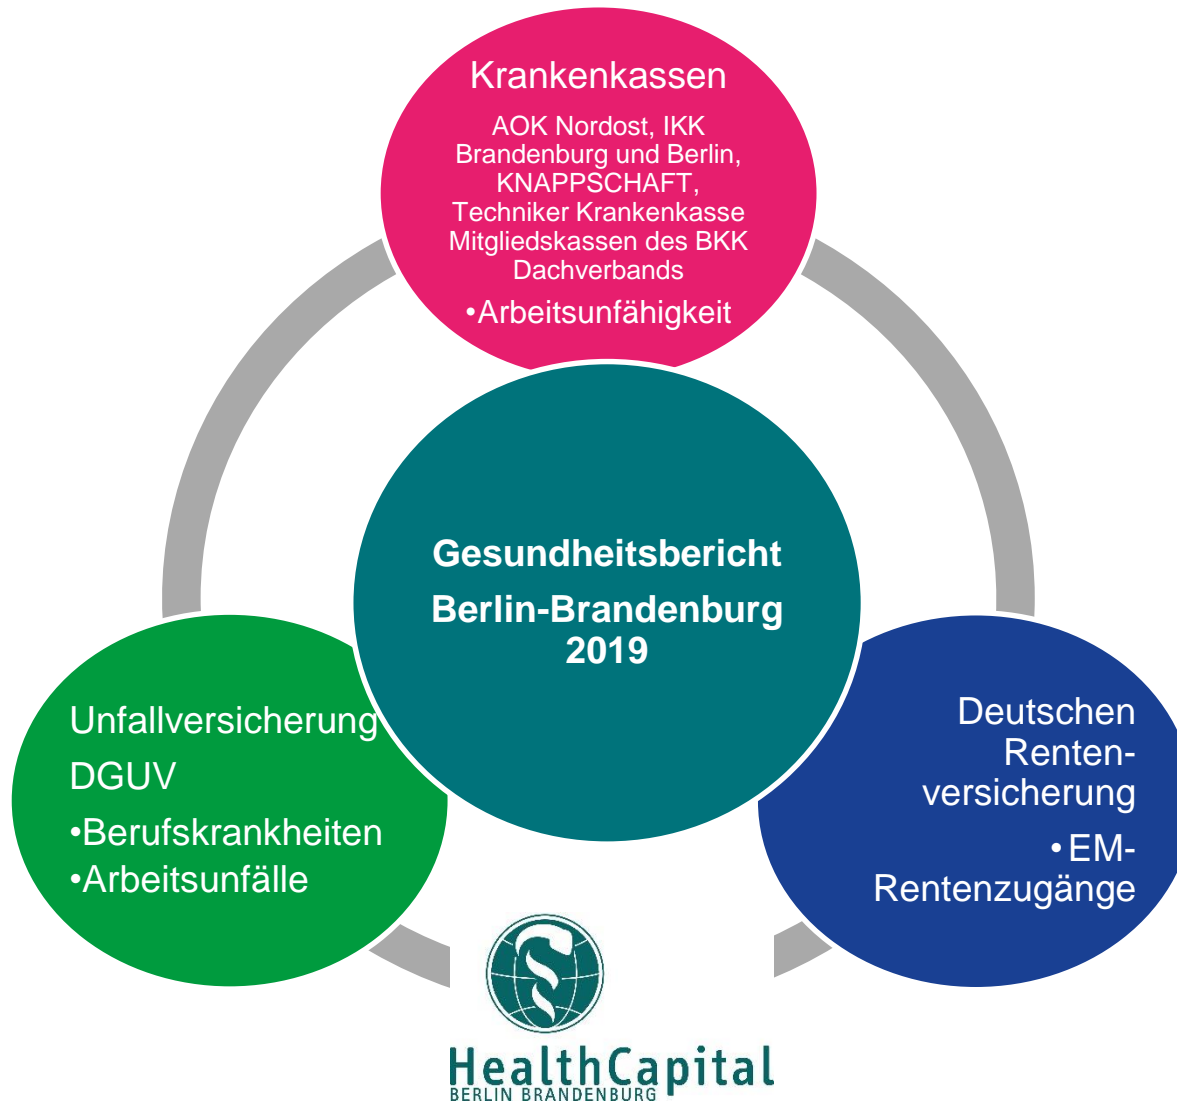 Krankenkassen
AOK Nordost, IKK
Brandenburg und Berlin,
KNAPPSCHAFT,
Techniker Krankenkasse
Mitgliedskassen des BKK
Dachverbands
•Arbeitsunfähigkeit
Gesundheitsbericht
Berlin-Brandenburg
2019
Unfallversicherung
DGUV
•Berufskrankheiten
•Arbeitsunfälle
Deutschen
Renten-
versicherung
•EM-
Rentenzugänge
HealthCapital
BERLIN BRANDENBURG